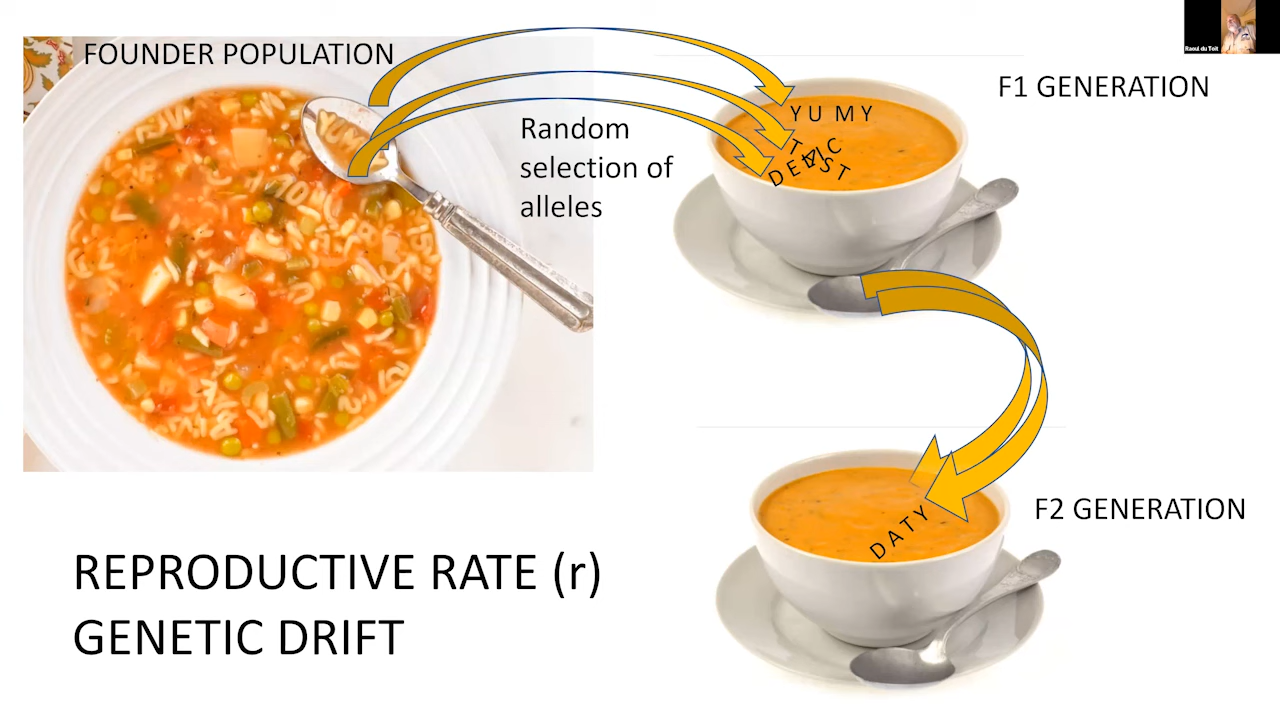 FOUNDER POPULATION
Random
selection of
alleles
YU MY
F1 GENERATION
F2 GENERATION
DATY
REPRODUCTIVE RATE (r)
GENETIC DRIFT
Raoul du Toit